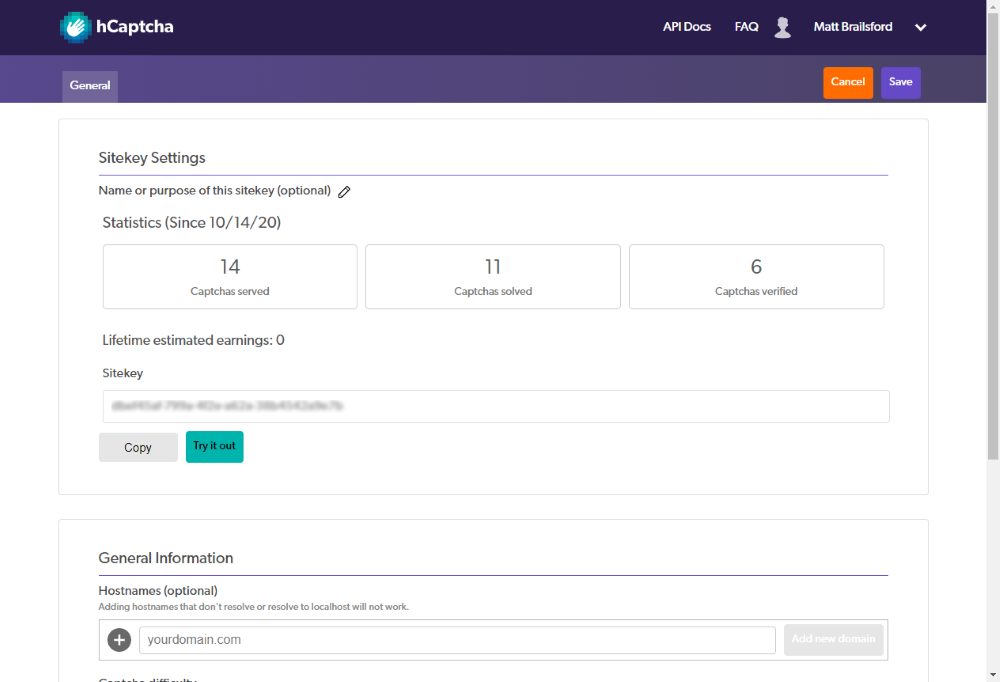 hCaptcha
API Docs FAQ Matt Brailsford
General Cancel Save
Sitekey Settings
Name or purpose of this sitekey (optional)
Statistics (Since 10/14/20)
14 11 6
Captchas served Captchas solved Captchas verified
Lifetime estimated earnings: 0
Sitekey
Copy Try it out
General Information
Hostnames (optional)
Adding hostnames that don't resolve or resolve to localhost will not work.
yourdomain.com Add new domain
Captcha difficulty